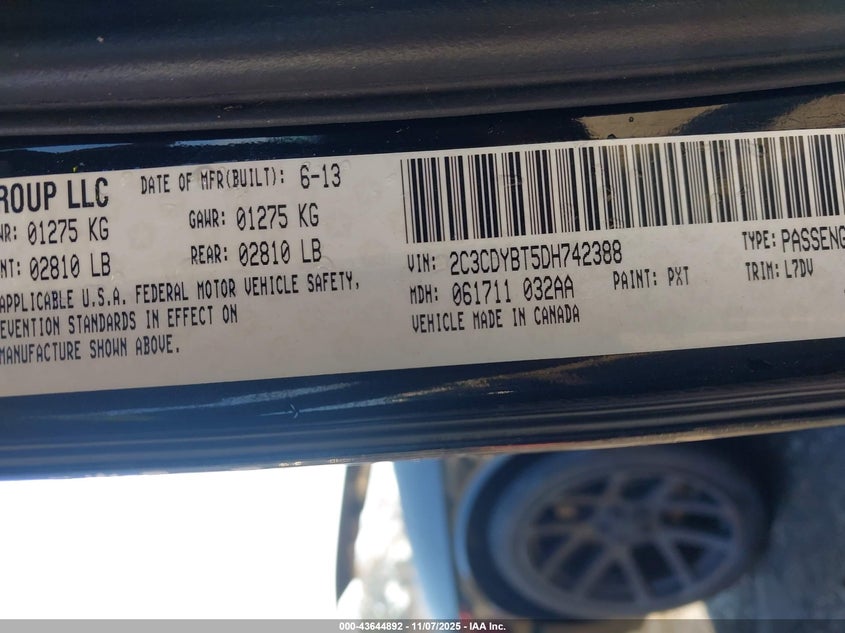 ROUP LLC DATE OF MFR(BUILT): 6-13
WR: 01275 KG GAWR: 01275 KG
NT: 02810 LB REAR: 02810 LB
APPLICABLE U.S.A. FEDERAL MOTOR VEHICLE SAFETY,
EVENTION STANDARDS IN EFFECT ON
MANUFACTURE SHOWN ABOVE.
VIN: 2C3CDYBT5DH742388 TYPE: PASSENG
MDH: 061711 032AA PAINT: PXT TRIM: L7DV
VEHICLE MADE IN CANADA
000-43644892 — 11/07/2025 — IAA Inc.